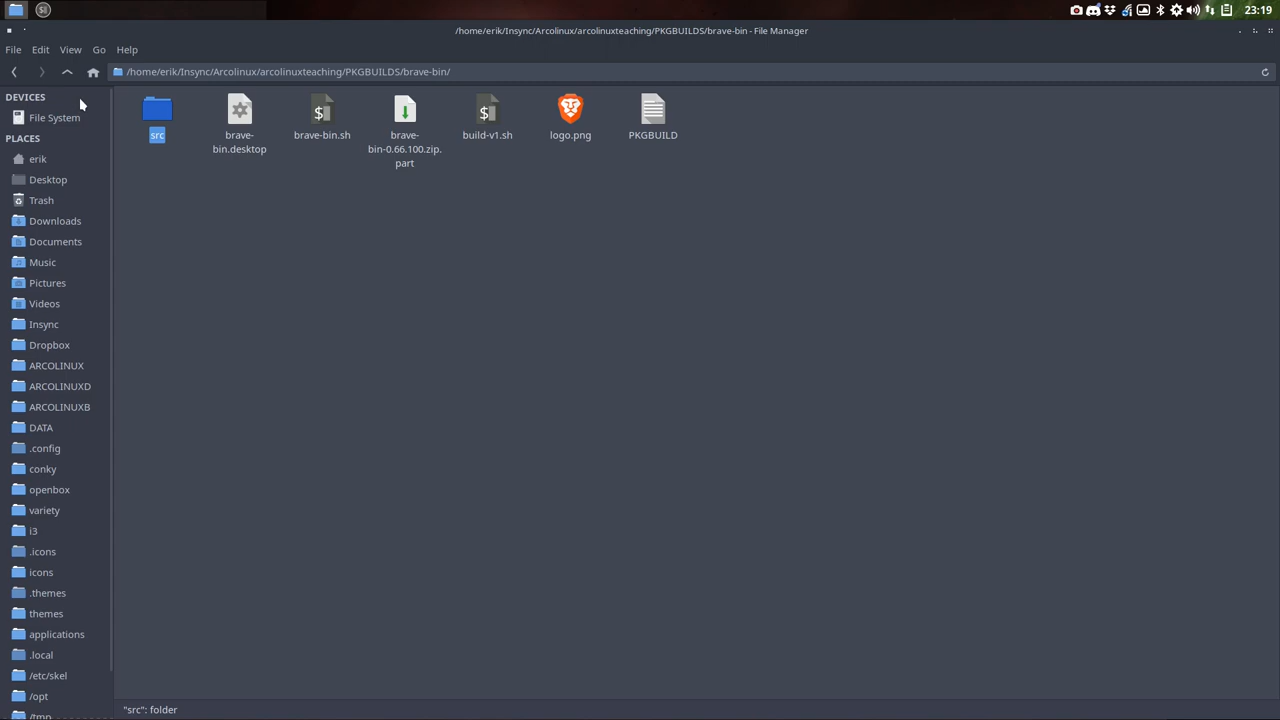 23:19
/home/erik/Insync/Arcolinux/arcolinuxteaching/PKGBUILDS/brave-bin - File Manager
File Edit View Go Help
/home/erik/Insync/Arcolinux/arcolinuxteaching/PKGBUILDS/brave-bin/
DEVICES
File System
PLACES
erik
Desktop
Trash
Downloads
Documents
Music
Pictures
Videos
Insync
Dropbox
ARCOLINUX
ARCOLINUXD
ARCOLINUXB
DATA
.config
conky
openbox
variety
i3
.icons
icons
.themes
themes
applications
.local
/etc/skel
/opt
/tmp
src
brave-
bin.desktop
brave-bin.sh
brave-
bin-0.66.100.zip.
part
build-v1.sh
logo.png
PKGBUILD
"src": folder